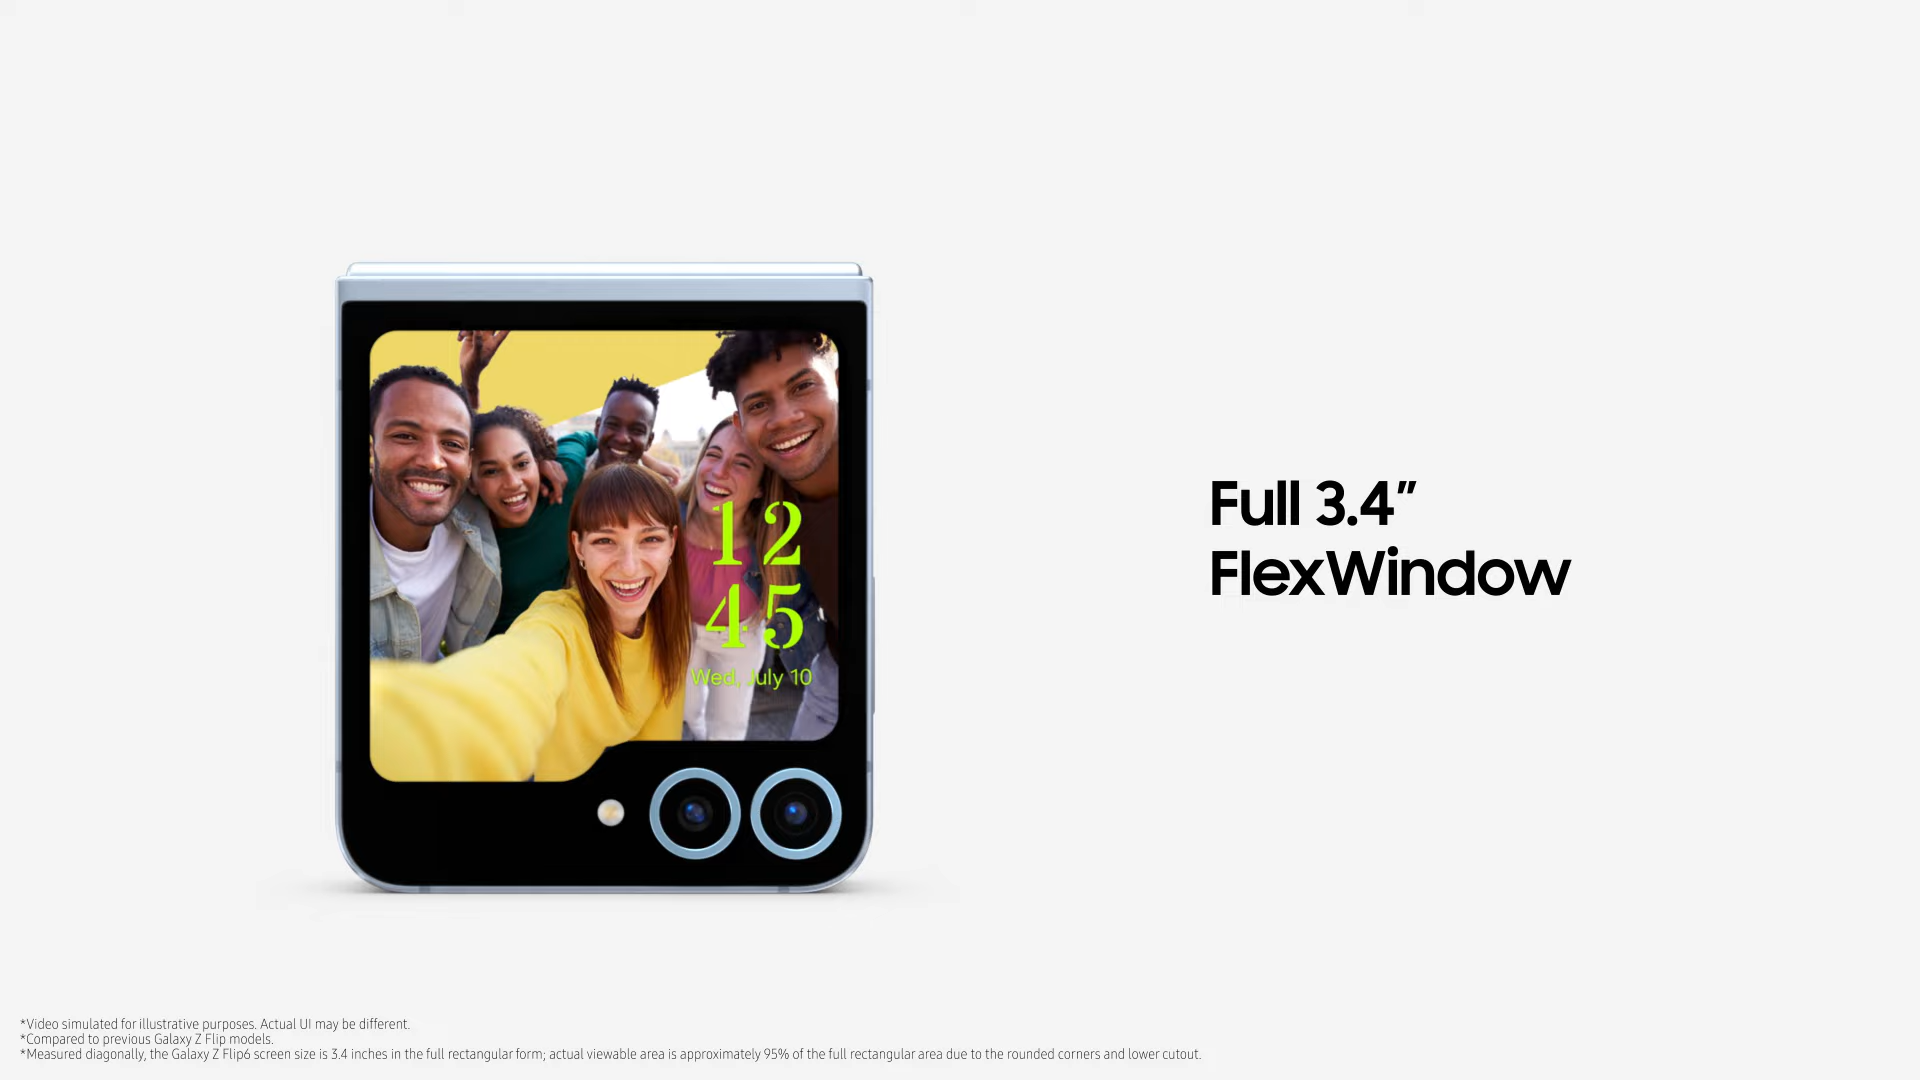 12
45
Wed, July 10
Full 3.4”
FlexWindow
*Video simulated for illustrative purposes. Actual UI may be different.
*Compared to previous Galaxy Z Flip models.
*Measured diagonally, the Galaxy Z Flip6 screen size is 3.4 inches in the full rectangular form; actual viewable area is approximately 95% of the full rectangular area due to the rounded corners and lower cutout.